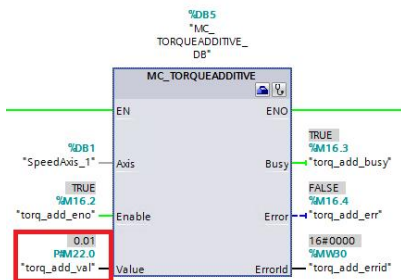 %DB5
"MC_
TORQUEADDITIVE_
DB"
MC_TORQUEADDITIVE
EN
ENO
%DB1
"SpeedAxis_1"
Axis
TRUE
%M16.3
Busy
"torq_add_busy"
TRUE
%M16.2
"torq_add_eno"
Enable
FALSE
%M16.4
Error
"torq_add_err"
0.01
P#M22.0
"torq_add_val"
Value
16#0000
%MW30
ErrorId
"torq_add_errid"